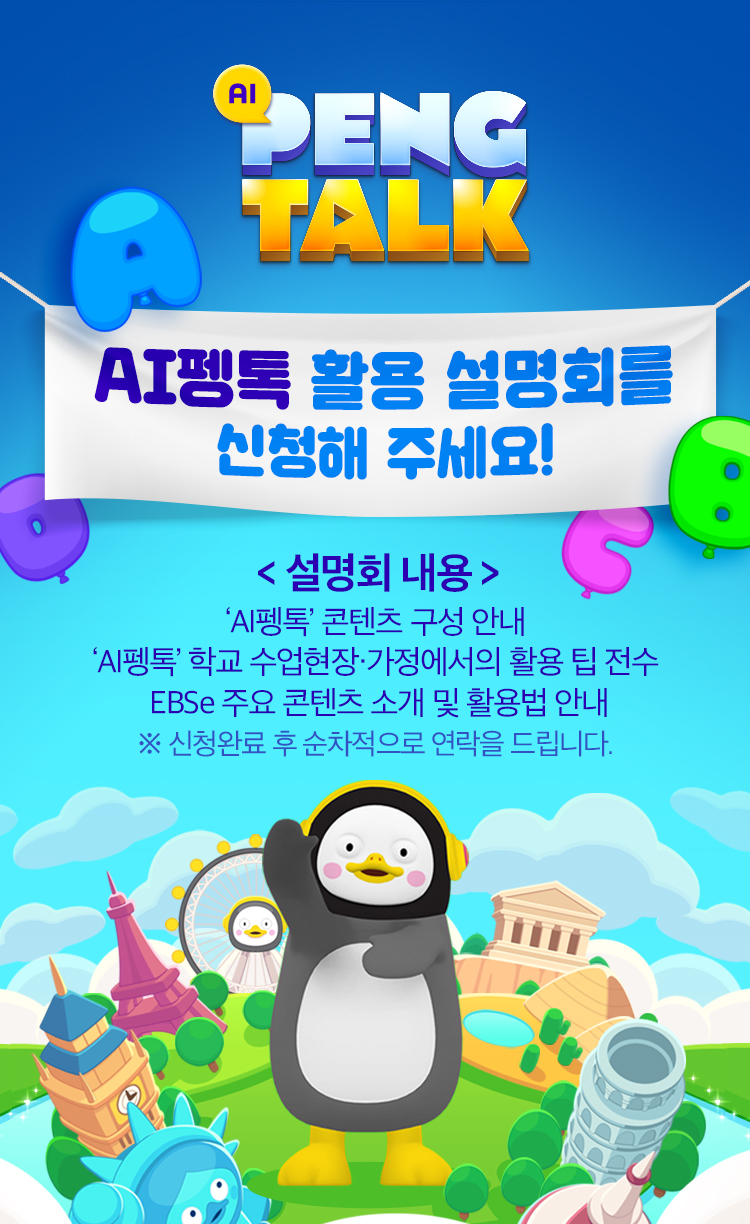 AI
PENG
TALK
A
AI펭톡 활용 설명회를
신청해 주세요!
B
D
C
< 설명회 내용 >
‘AI펭톡’ 콘텐츠 구성 안내
‘AI펭톡’ 학교 수업현장·가정에서의 활용 팁 전수
EBSe 주요 콘텐츠 소개 및 활용법 안내
※ 신청완료 후 순차적으로 연락을 드립니다.